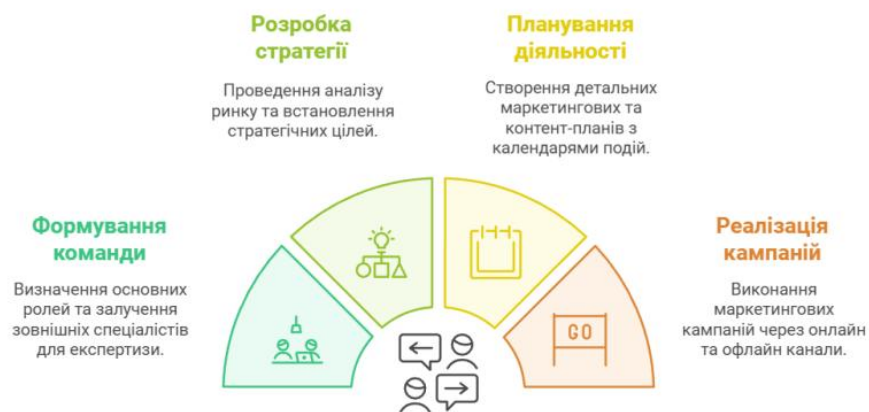 Розробка
стратегії
Проведення аналізу
ринку та встановлення
стратегічних цілей.
Планування
діяльності
Створення детальних
маркетингових та
контент-планів з
календарями подій.
Формування
команди
Визначення основних
ролей та залучення
зовнішніх спеціалістів
для експертизи.
Реалізація
кампаній
Виконання
маркетингових
кампаній через онлайн
та офлайн канали.
GO